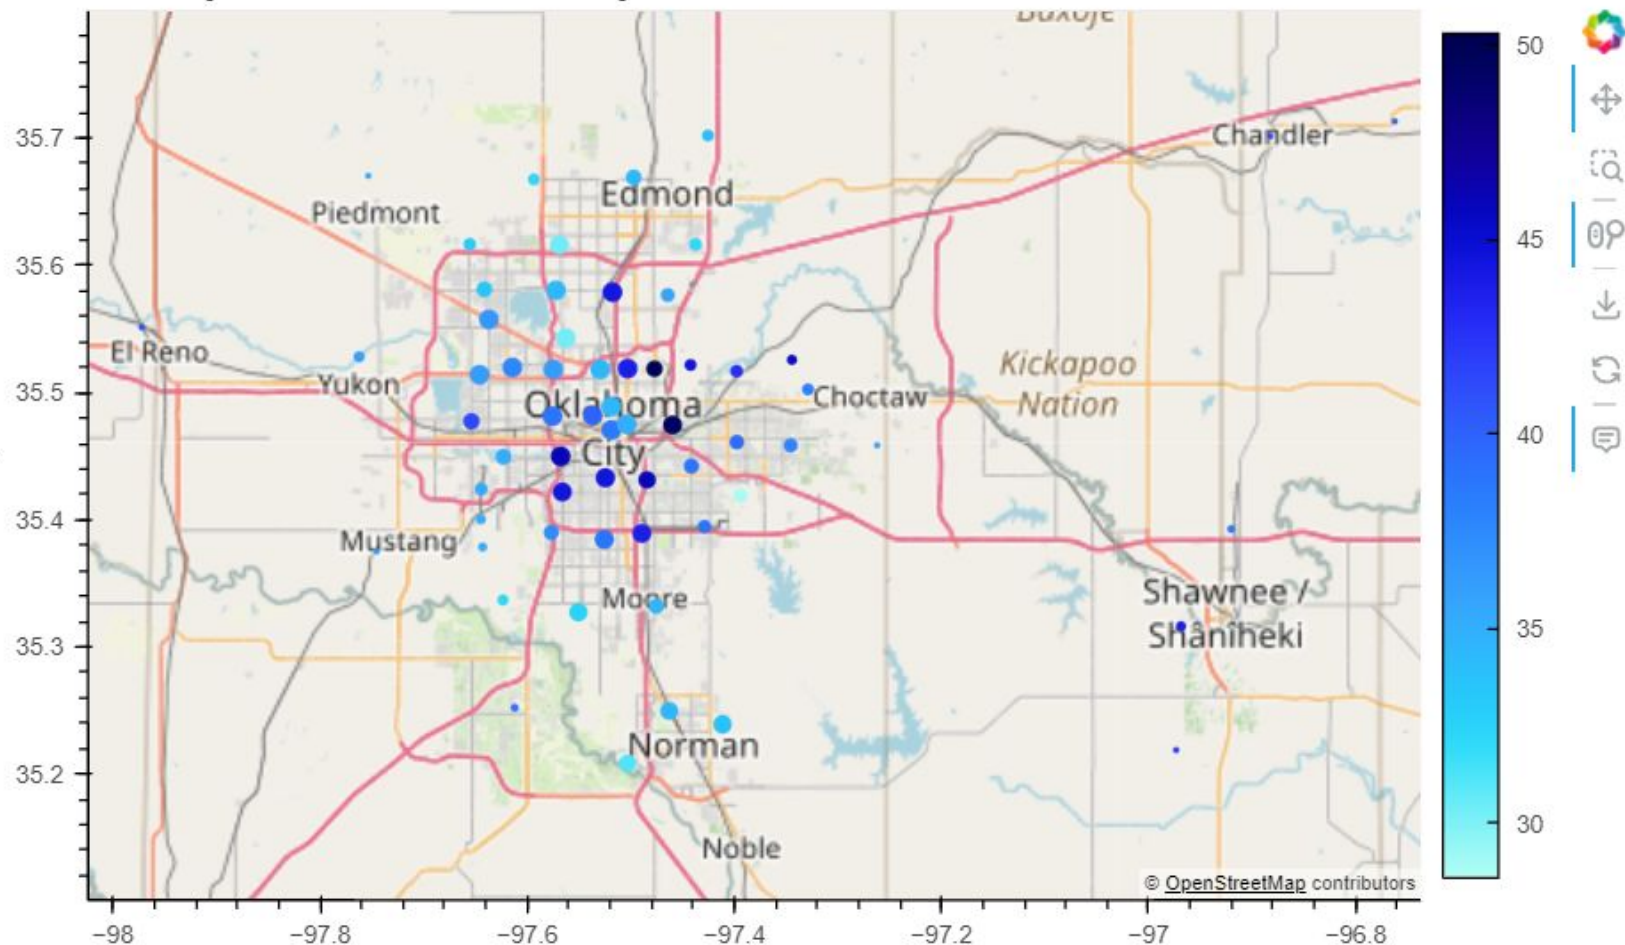 50
35.7
Chandler
Edmond
Piedmont
35.6
45
El Reno
Kickapoo
Nation
Yukon
35.5
Oklahoma
City
Choctaw
40
35.4
Mustang
Moore
Shawnee /
Shânîheki
35.3
35
Norman
35.2
30
Noble
© OpenStreetMap contributors
−98
−97.8
−97.6
−97.4
−97.2
−97
−96.8